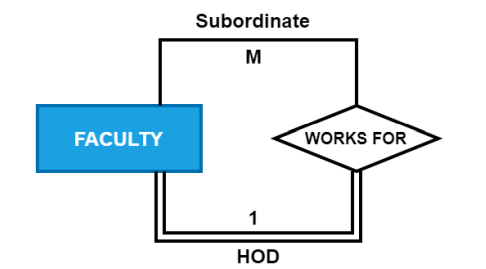 Subordinate
M
FACULTY
WORKS FOR
1
HOD